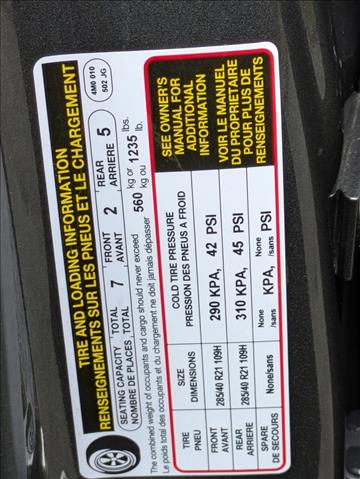 TIRE AND LOADING INFORMATION
RENSEIGNEMENTS SUR LES PNEUS ET LE CHARGEMENT
4M0 010
502 JG
SEATING CAPACITY TOTAL 7 FRONT 2 REAR 5
NOMBRE DE PLACES TOTAL AVANT ARRIERE
The combined weight of occupants and cargo should never exceed 560 kg or 1235 lbs.
Le poids total des occupants et du chargement ne doit jamais dépasser kg ou lb.
TIRE SIZE COLD TIRE PRESSURE
PNEU DIMENSIONS PRESSION DES PNEUS A FROID
FRONT 285/40 R21 109H 290 KPA, 42 PSI
AVANT
REAR 285/40 R21 109H 310 KPA, 45 PSI
ARRIERE
SPARE None/sans None KPA, None PSI
DE SECOURS /sans /sans
SEE OWNER'S
MANUAL FOR
ADDITIONAL
INFORMATION
VOIR LE MANUEL
DU PROPRIETAIRE
POUR PLUS DE
RENSEIGNEMENTS